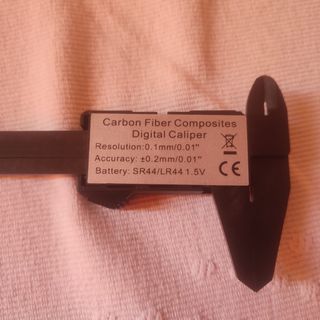 Carbon Fiber Composites
Digital Caliper
Resolution:0.1mm/0.01"
Accuracy: ±0.2mm/0.01"
Battery: SR44/LR44 1.5V
CE